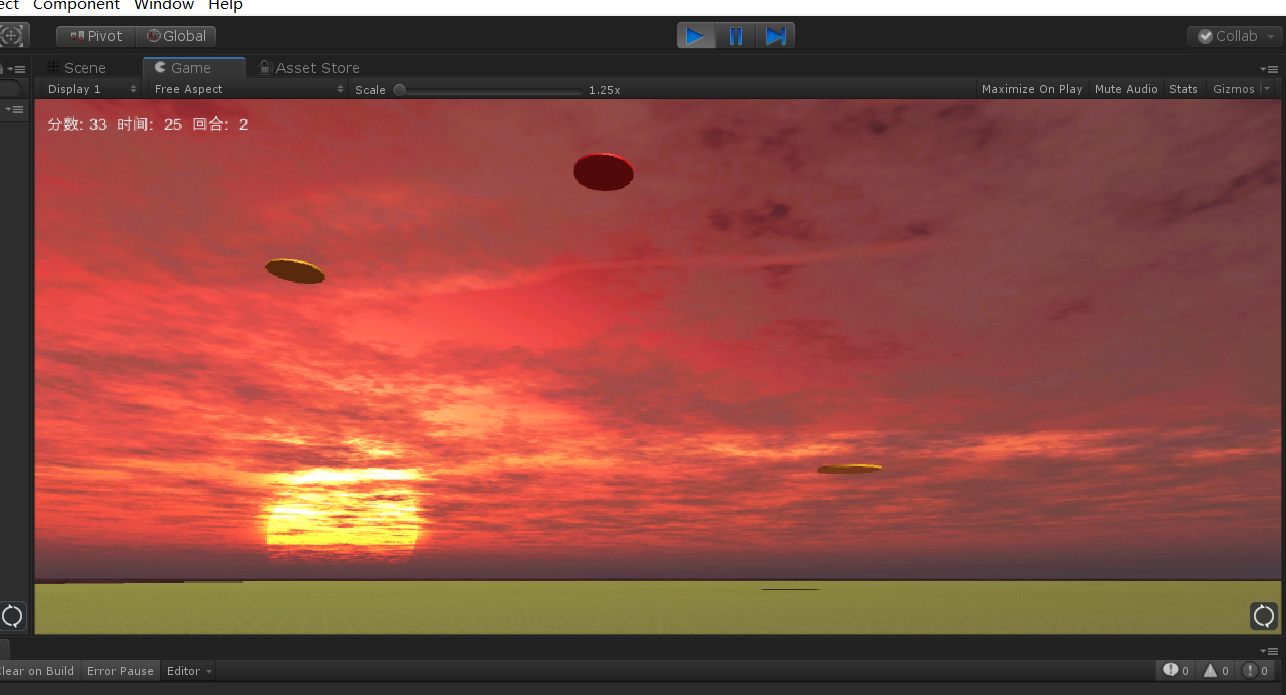 Component Window Help
Pivot Global Collab
Scene Game Asset Store
Display 1 Free Aspect Scale 1.25x Maximize On Play Mute Audio Stats Gizmos
分数: 33 时间: 25 回合: 2
Clear on Build Error Pause Editor 0 0 0